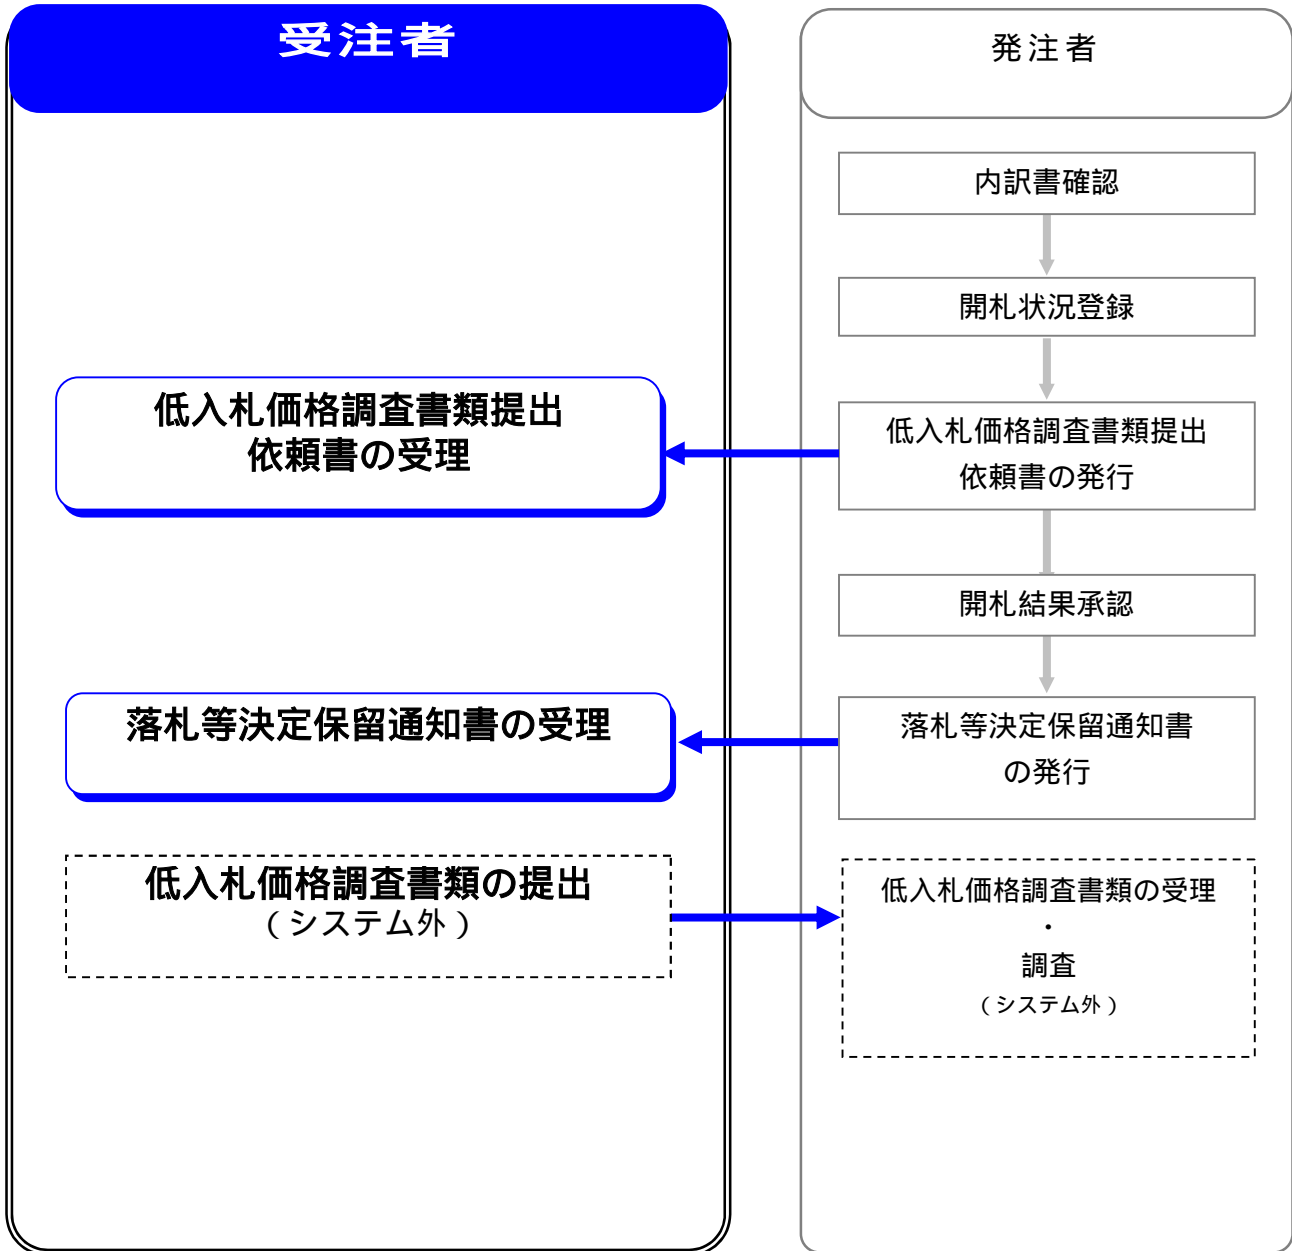 受注者
発注者
内訳書確認
開札状況登録
低入札価格調査書類提出
依頼書の受理
低入札価格調査書類提出
依頼書の発行
開札結果承認
落札等決定保留通知書の受理
落札等決定保留通知書
の発行
低入札価格調査書類の提出
（システム外）
低入札価格調査書類の受理
・
調査
（システム外）